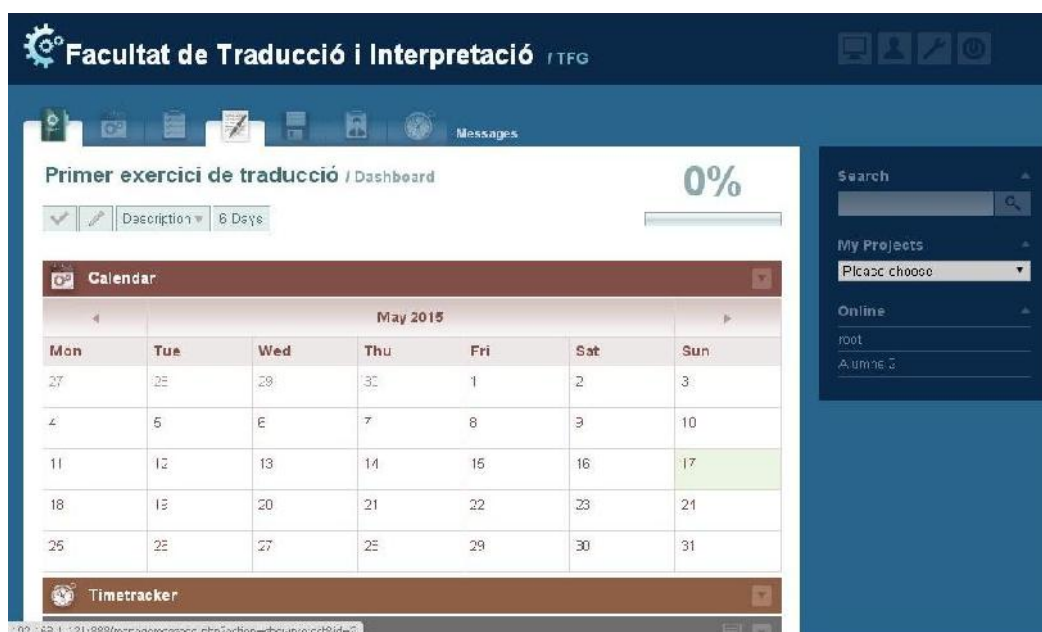 Facultat de Traducció i Interpretació / TFG
Messages
Primer exercici de traducció / Dashboard
0%
Description
6 Days
Calendar
May 2015
Mon Tue Wed Thu Fri Sat Sun
27 28 29 30 1 2 3
4 5 6 7 8 9 10
11 12 13 14 15 16 17
18 19 20 21 22 23 24
25 26 27 28 29 30 31
Timetracker
Search
My Projects
Please choose
Online
root
Alumne 2